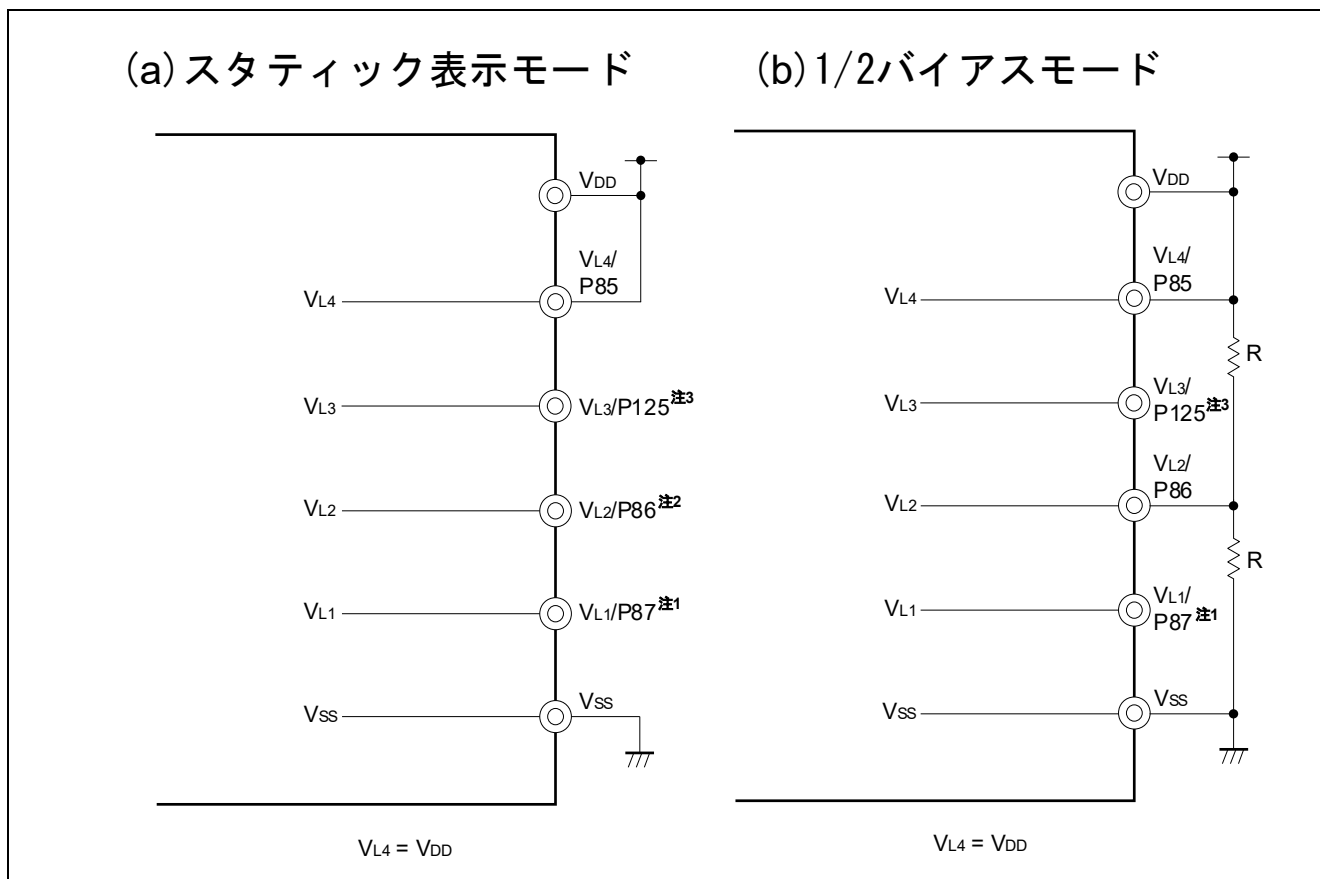 (a)スタティック表示モード
VDD
VL4/
P85
VL4
VL3
VL3/P125注3
VL2
VL2/P86注2
VL1
VL1/P87注1
VSS
VSS
VL4 = VDD
(b)1/2バイアスモード
VDD
VL4/
P85
VL4
R
VL3/
P125注3
VL3
VL2/
P86
VL2
R
VL1/
P87注1
VL1
VSS
VSS
VL4 = VDD